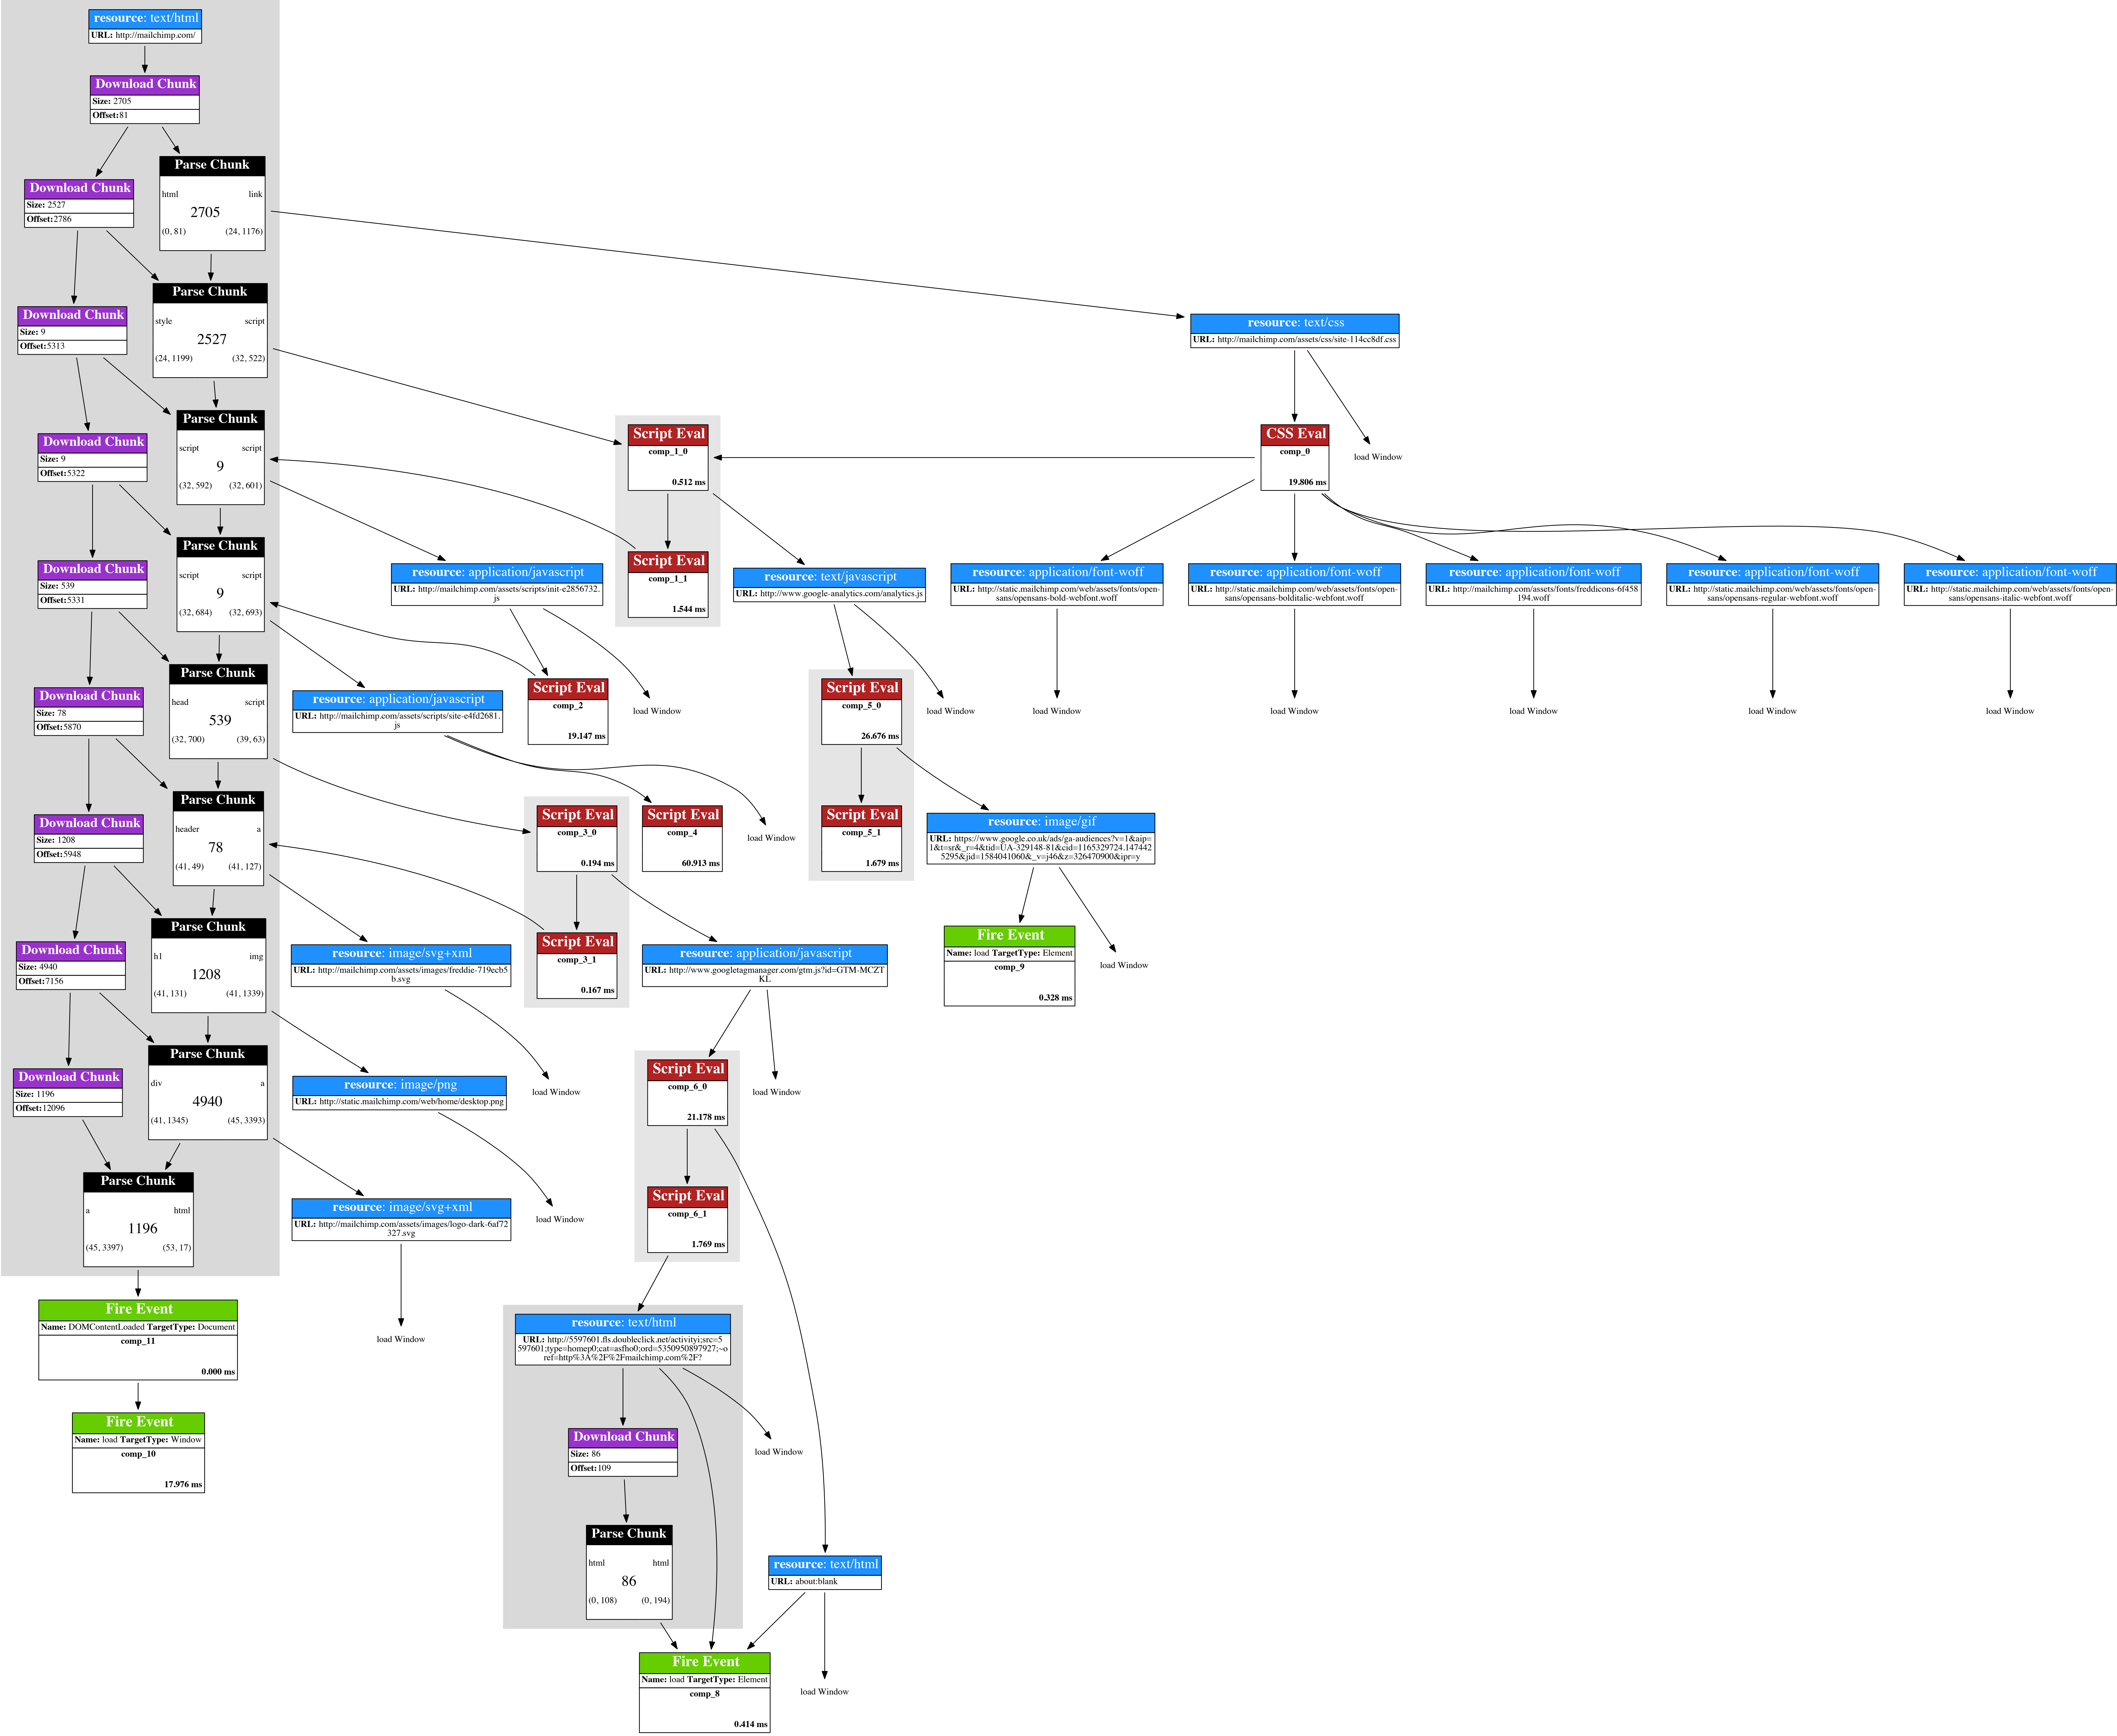 resource: text/html
URL: http://mailchimp.com/
Download Chunk
Size: 2705
Offset:81
Parse Chunk
html link
2705
(0, 81) (24, 1176)
Download Chunk
Size: 2527
Offset:2786
Parse Chunk
style script
2527
(24, 1199) (32, 522)
Download Chunk
Size: 9
Offset:5313
resource: text/css
URL: http://mailchimp.com/assets/css/site-114cc8df.css
Parse Chunk
script script
9
(32, 592) (32, 601)
Download Chunk
Size: 9
Offset:5322
Script Eval
comp_1_0
0.512 ms
CSS Eval
comp_0
19.806 ms
load Window
Parse Chunk
script script
9
(32, 684) (32, 693)
Download Chunk
Size: 539
Offset:5331
resource: application/javascript
URL: http://mailchimp.com/assets/scripts/init-e2856732.
js
Script Eval
comp_1_1
1.544 ms
resource: text/javascript
URL: http://www.google-analytics.com/analytics.js
resource: application/font-woff
URL: http://static.mailchimp.com/web/assets/fonts/open-
sans/opensans-bold-webfont.woff
resource: application/font-woff
URL: http://static.mailchimp.com/web/assets/fonts/open-
sans/opensans-bolditalic-webfont.woff
resource: application/font-woff
URL: http://mailchimp.com/assets/fonts/freddicons-6f458
194.woff
resource: application/font-woff
URL: http://static.mailchimp.com/web/assets/fonts/open-
sans/opensans-regular-webfont.woff
resource: application/font-woff
URL: http://static.mailchimp.com/web/assets/fonts/open-
sans/opensans-italic-webfont.woff
Parse Chunk
head script
539
(32, 700) (39, 63)
Download Chunk
Size: 78
Offset:5870
resource: application/javascript
URL: http://mailchimp.com/assets/scripts/site-e4fd2681.
js
Script Eval
comp_2
19.147 ms
load Window
Script Eval
comp_5_0
26.676 ms
load Window
load Window
load Window
load Window
load Window
load Window
Parse Chunk
header a
78
(41, 49) (41, 127)
Download Chunk
Size: 1208
Offset:5948
Script Eval
comp_3_0
0.194 ms
Script Eval
comp_4
60.913 ms
load Window
Script Eval
comp_5_1
1.679 ms
resource: image/gif
URL: https://www.google.co.uk/ads/ga-audiences?v=1&aip=
1&t=sr&_r=4&tid=UA-329148-81&cid=1165329724.147442
5295&jid=1584041060&_v=j46&z=326470900&ipr=y
Parse Chunk
h1 img
1208
(41, 131) (41, 1339)
Download Chunk
Size: 4940
Offset:7156
resource: image/svg+xml
URL: http://mailchimp.com/assets/images/freddie-719ecb5
b.svg
Script Eval
comp_3_1
0.167 ms
resource: application/javascript
URL: http://www.googletagmanager.com/gtm.js?id=GTM-MCZT
KL
Fire Event
Name: load TargetType: Element
comp_9
0.328 ms
load Window
Parse Chunk
div a
4940
(41, 1345) (45, 3393)
Download Chunk
Size: 1196
Offset:12096
resource: image/png
URL: http://static.mailchimp.com/web/home/desktop.png
load Window
Script Eval
comp_6_0
21.178 ms
load Window
Parse Chunk
a html
1196
(45, 3397) (53, 17)
resource: image/svg+xml
URL: http://mailchimp.com/assets/images/logo-dark-6af72
327.svg
load Window
Script Eval
comp_6_1
1.769 ms
Fire Event
Name: DOMContentLoaded TargetType: Document
comp_11
0.000 ms
load Window
resource: text/html
URL: http://5597601.fls.doubleclick.net/activityi;src=5
597601;type=homep0;cat=asfho0;ord=5350950897927;~o
ref=http%3A%2F%2Fmailchimp.com%2F?
Fire Event
Name: load TargetType: Window
comp_10
17.976 ms
Download Chunk
Size: 86
Offset:109
load Window
Parse Chunk
html html
86
(0, 108) (0, 194)
resource: text/html
URL: about:blank
Fire Event
Name: load TargetType: Element
comp_8
0.414 ms
load Window